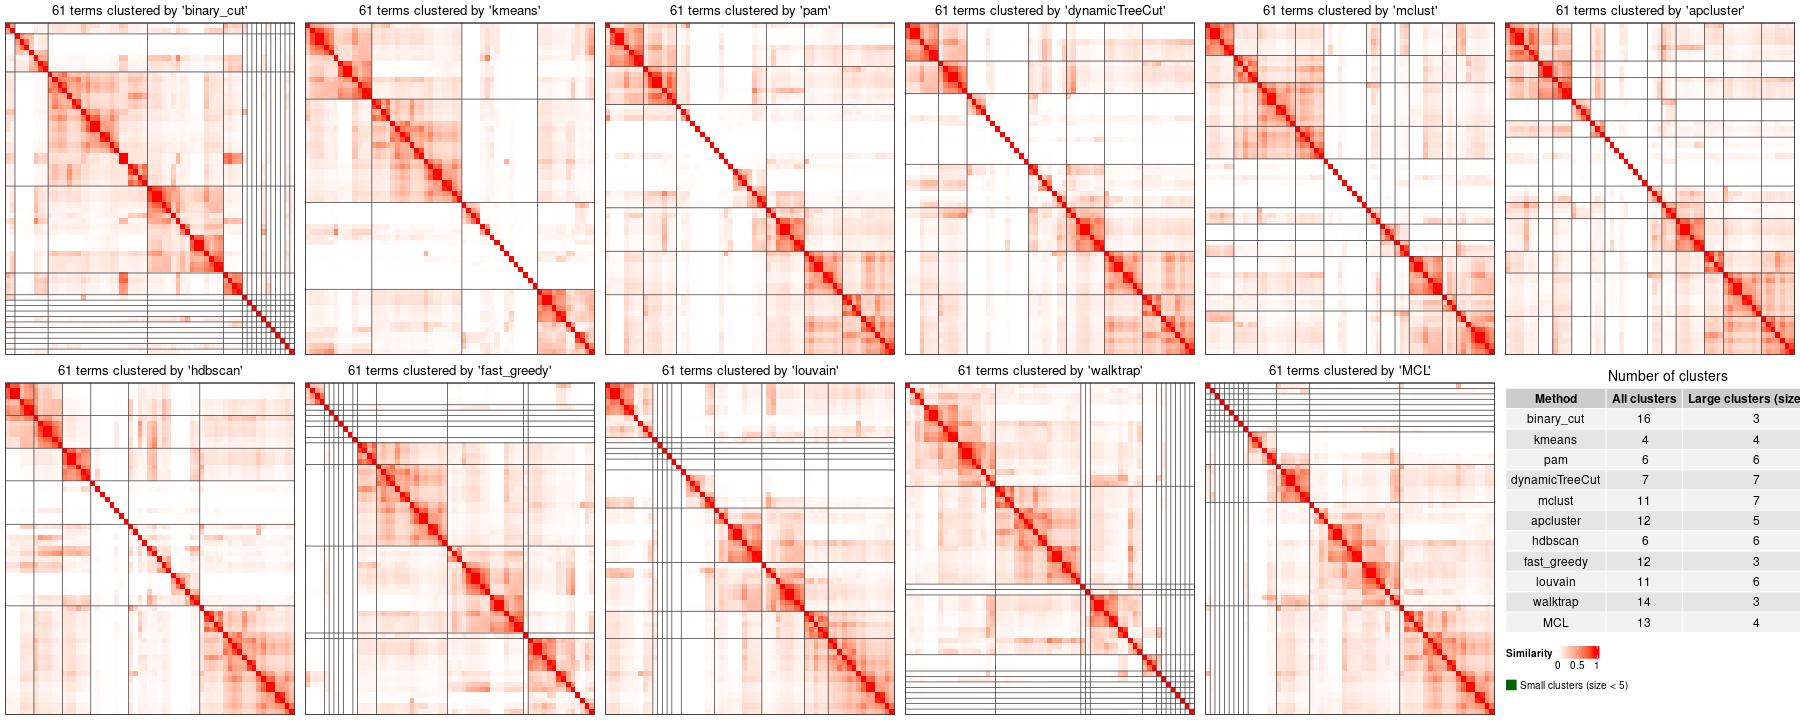 61 terms clustered by 'binary_cut'
61 terms clustered by 'kmeans'
61 terms clustered by 'pam'
61 terms clustered by 'dynamicTreeCut'
61 terms clustered by 'mclust'
61 terms clustered by 'apcluster'
61 terms clustered by 'hdbscan'
61 terms clustered by 'fast_greedy'
61 terms clustered by 'louvain'
61 terms clustered by 'walktrap'
61 terms clustered by 'MCL'
Number of clusters
Method All clusters Large clusters (size
binary_cut 16 3
kmeans 4 4
pam 6 6
dynamicTreeCut 7 7
mclust 11 7
apcluster 12 5
hdbscan 6 6
fast_greedy 12 3
louvain 11 6
walktrap 14 3
MCL 13 4
Similarity
0 0.5 1
Small clusters (size < 5)